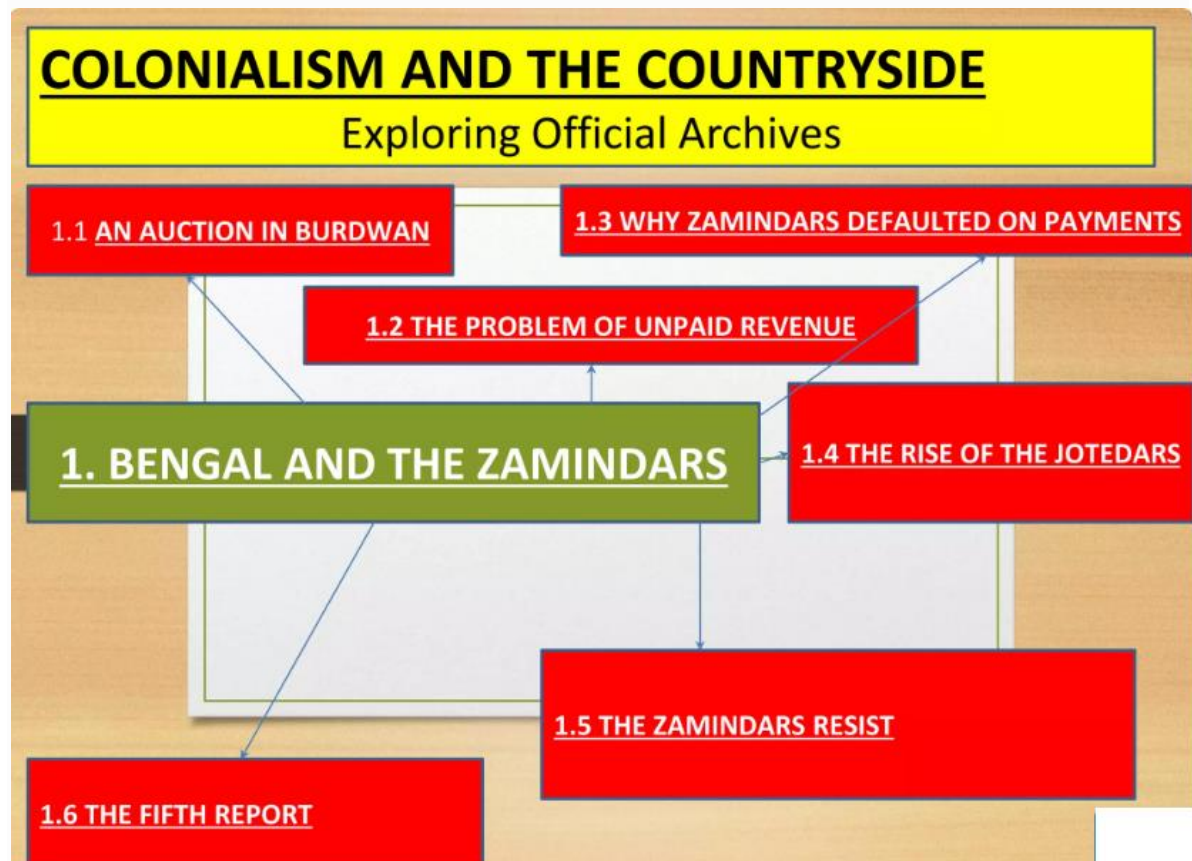 COLONIALISM AND THE COUNTRYSIDE
Exploring Official Archives
1.1 AN AUCTION IN BURDWAN
1.3 WHY ZAMINDARS DEFAULTED ON PAYMENTS
1.2 THE PROBLEM OF UNPAID REVENUE
1. BENGAL AND THE ZAMINDARS
1.4 THE RISE OF THE JOTEDARS
1.5 THE ZAMINDARS RESIST
1.6 THE FIFTH REPORT